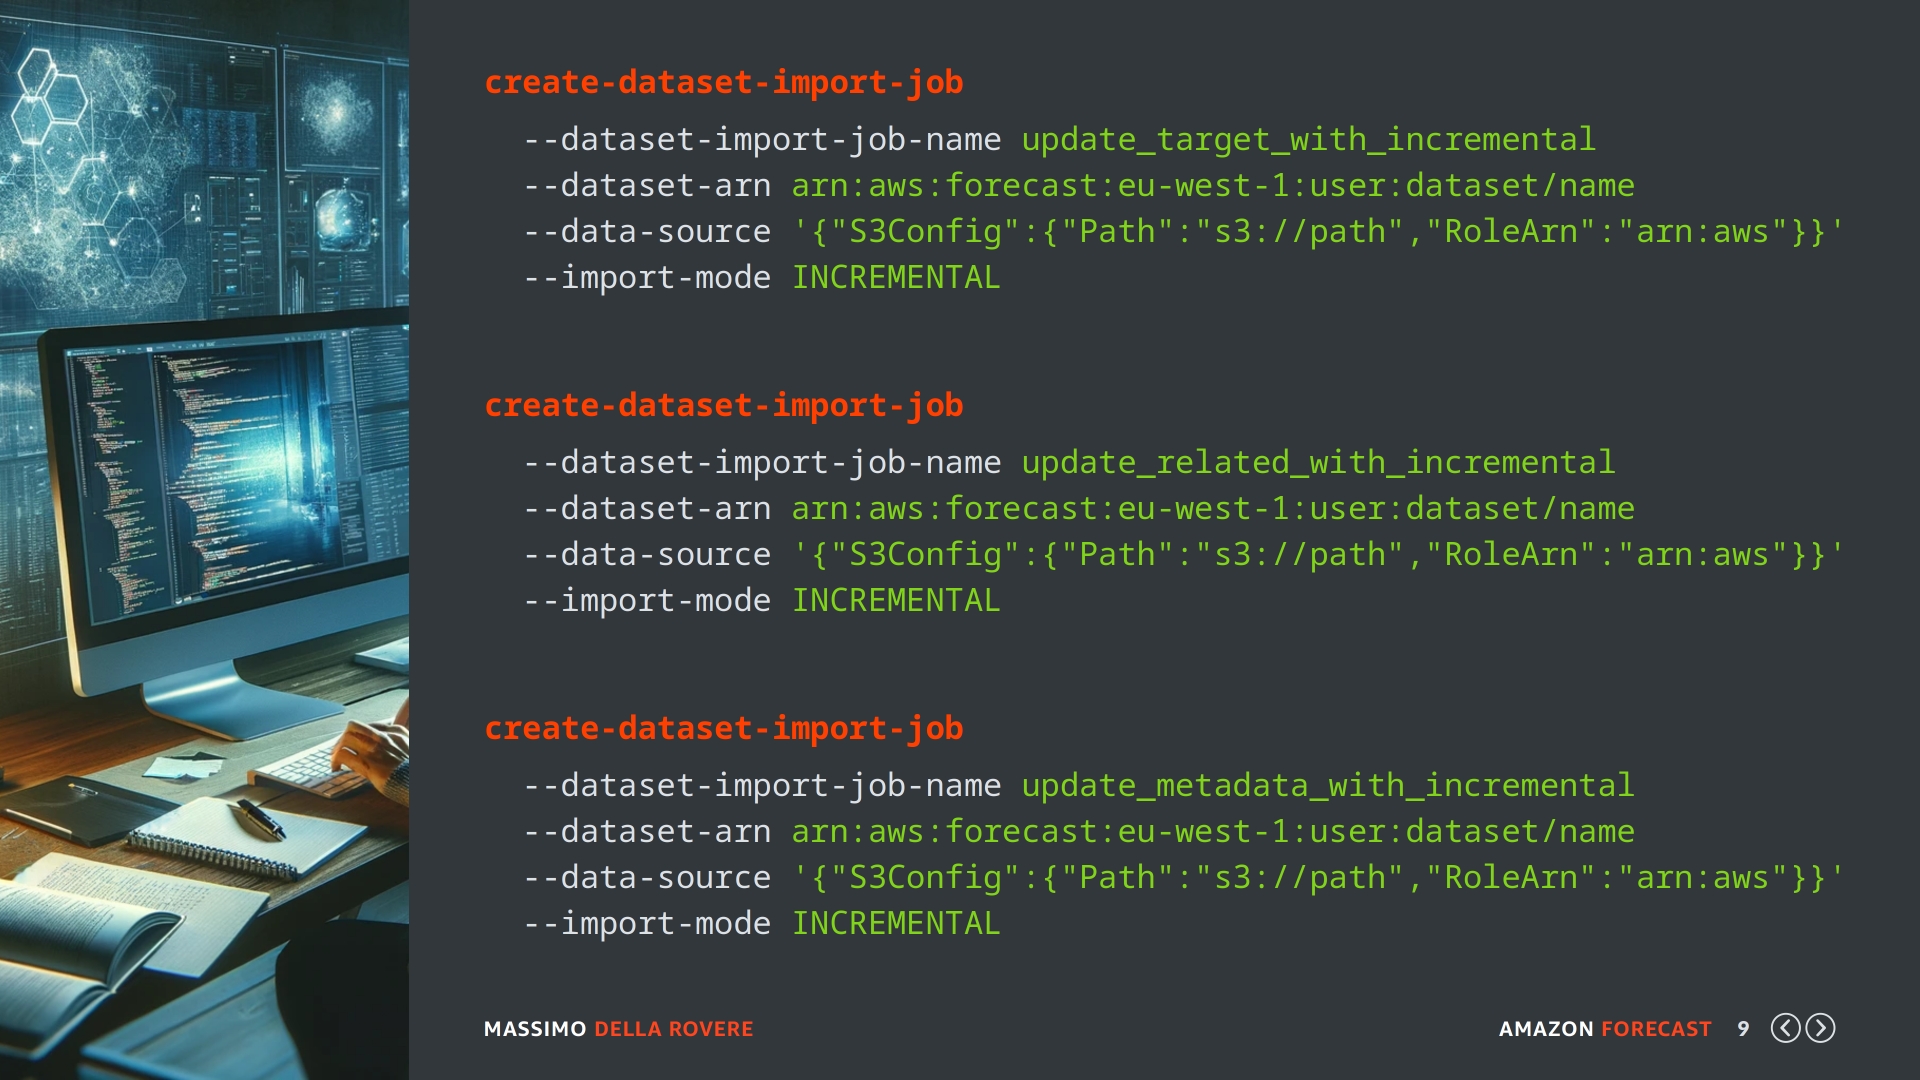 create-dataset-import-job
--dataset-import-job-name update_target_with_incremental
--dataset-arn arn:aws:forecast:eu-west-1:user:dataset/name
--data-source '{"S3Config":{"Path":"s3://path","RoleArn":"arn:aws"}}'
--import-mode INCREMENTAL
create-dataset-import-job
--dataset-import-job-name update_related_with_incremental
--dataset-arn arn:aws:forecast:eu-west-1:user:dataset/name
--data-source '{"S3Config":{"Path":"s3://path","RoleArn":"arn:aws"}}'
--import-mode INCREMENTAL
create-dataset-import-job
--dataset-import-job-name update_metadata_with_incremental
--dataset-arn arn:aws:forecast:eu-west-1:user:dataset/name
--data-source '{"S3Config":{"Path":"s3://path","RoleArn":"arn:aws"}}'
--import-mode INCREMENTAL
MASSIMO DELLA ROVERE
AMAZON FORECAST 9